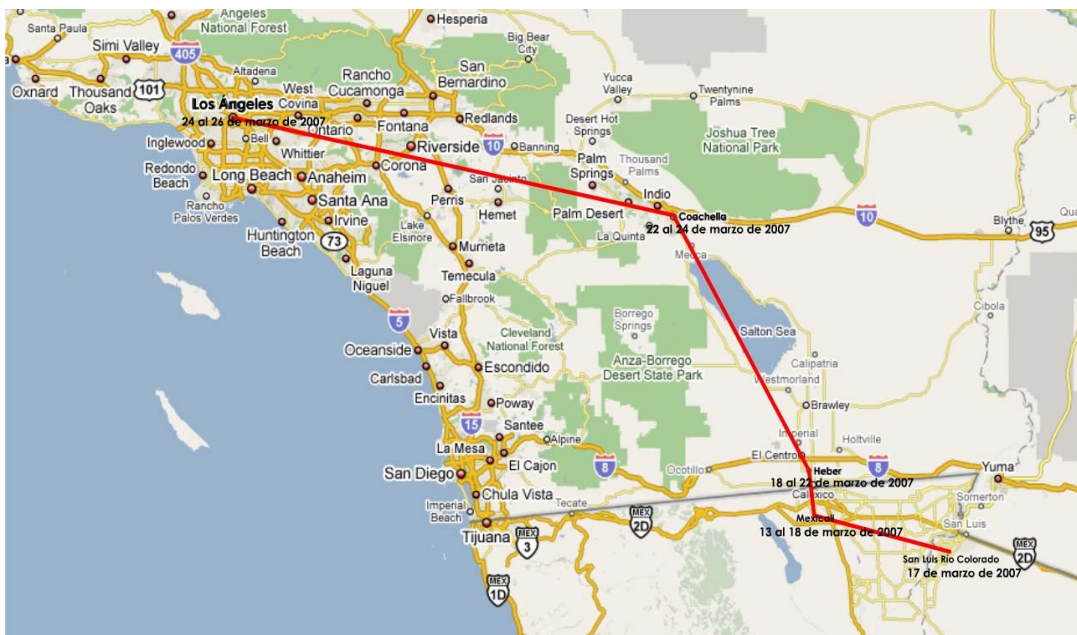 Angeles
National Forest
Hesperia
Santa Paula
Simi Valley
405
Big Bear
City
San
Bernardino
Altadena
Rancho
Cucamonga
Yucca
Valley
Twentynine
Palms
Oxnard
Thousand
Oaks
101
West
Covina
Los Ángeles
24 al 26 de marzo de 2007
Ontario
Fontana
Redlands
Desert Hot
Springs
Joshua Tree
National Park
Inglewood
Bell
Whittier
Riverside
10
Banning
Thousand
Palms
Palm
Springs
Redondo
Beach
Long Beach
Anaheim
Corona
San Jacinto
Indio
Rancho
Palos Verdes
Santa Ana
Perris
Hemet
Palm Desert
Coachella
22 al 24 de marzo de 2007
10
Blythe
95
Qua
Irvine
Huntington
Beach
73
Lake
Elsinore
La Quinta
Murrieta
Mecca
Laguna
Niguel
Temecula
Fallbrook
5
Cibola
Borrego
Springs
Salton Sea
Vista
Cleveland
National Forest
Oceanside
Anza-Borrego
Desert State Park
Calipatria
Carlsbad
Escondido
Westmorland
Encinitas
Poway
Brawley
15
Santee
Alpine
Imperial
Holtville
La Mesa
El Centro
El Cajon
8
Ocotillo
Heber
8
Yuma
San Diego
18 al 22 de marzo de 2007
Chula Vista
Calexico
Somerton
Imperial
Beach
Tecate
Mexicali
San Luis
Tijuana
MEX
3
MEX
2D
13 al 18 de marzo de 2007
MEX
2D
San Luis Río Colorado
17 de marzo de 2007
MEX
1D